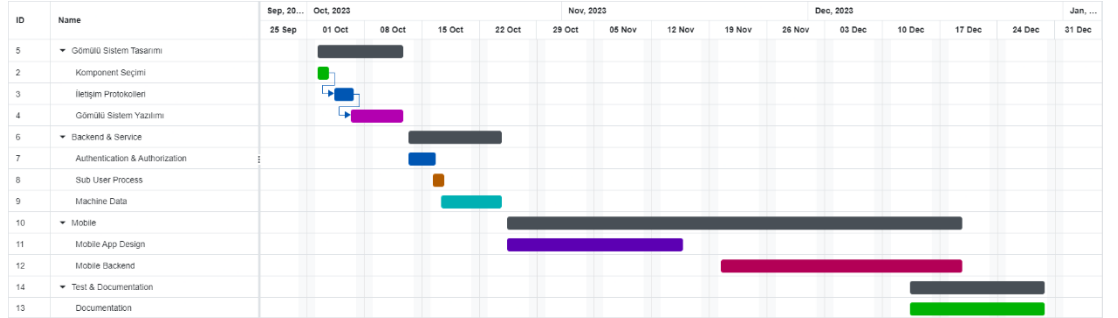 ID Name Sep, 20... Oct, 2023 Nov, 2023 Dec, 2023 Jan, ...
25 Sep 01 Oct 08 Oct 15 Oct 22 Oct 29 Oct 05 Nov 12 Nov 19 Nov 26 Nov 03 Dec 10 Dec 17 Dec 24 Dec 31 Dec
5 Gömülü Sistem Tasarımı
2 Komponent Seçimi
3 İletişim Protokolleri
4 Gömülü Sistem Yazılımı
6 Backend & Service
7 Authentication & Authorization
8 Sub User Process
9 Machine Data
10 Mobile
11 Mobile App Design
12 Mobile Backend
14 Test & Documentation
13 Documentation